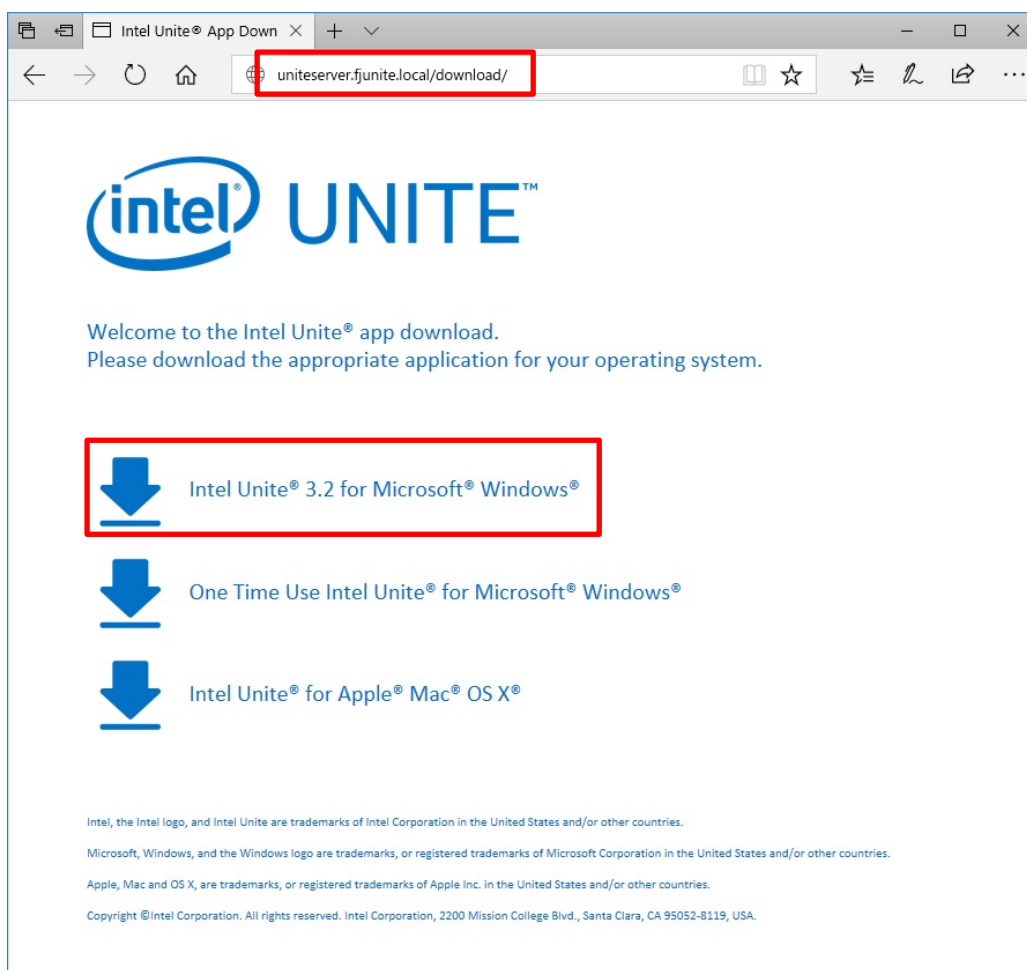 Intel Unite® App Down
uniteserver.fjunite.local/download/
intel® UNITE™
Welcome to the Intel Unite® app download.
Please download the appropriate application for your operating system.
Intel Unite® 3.2 for Microsoft® Windows®
One Time Use Intel Unite® for Microsoft® Windows®
Intel Unite® for Apple® Mac® OS X®
Intel, the Intel logo, and Intel Unite are trademarks of Intel Corporation in the United States and/or other countries.
Microsoft, Windows, and the Windows logo are trademarks, or registered trademarks of Microsoft Corporation in the United States and/or other countries.
Apple, Mac and OS X, are trademarks, or registered trademarks of Apple Inc. in the United States and/or other countries.
Copyright ©Intel Corporation. All rights reserved. Intel Corporation, 2200 Mission College Blvd., Santa Clara, CA 95052-8119, USA.